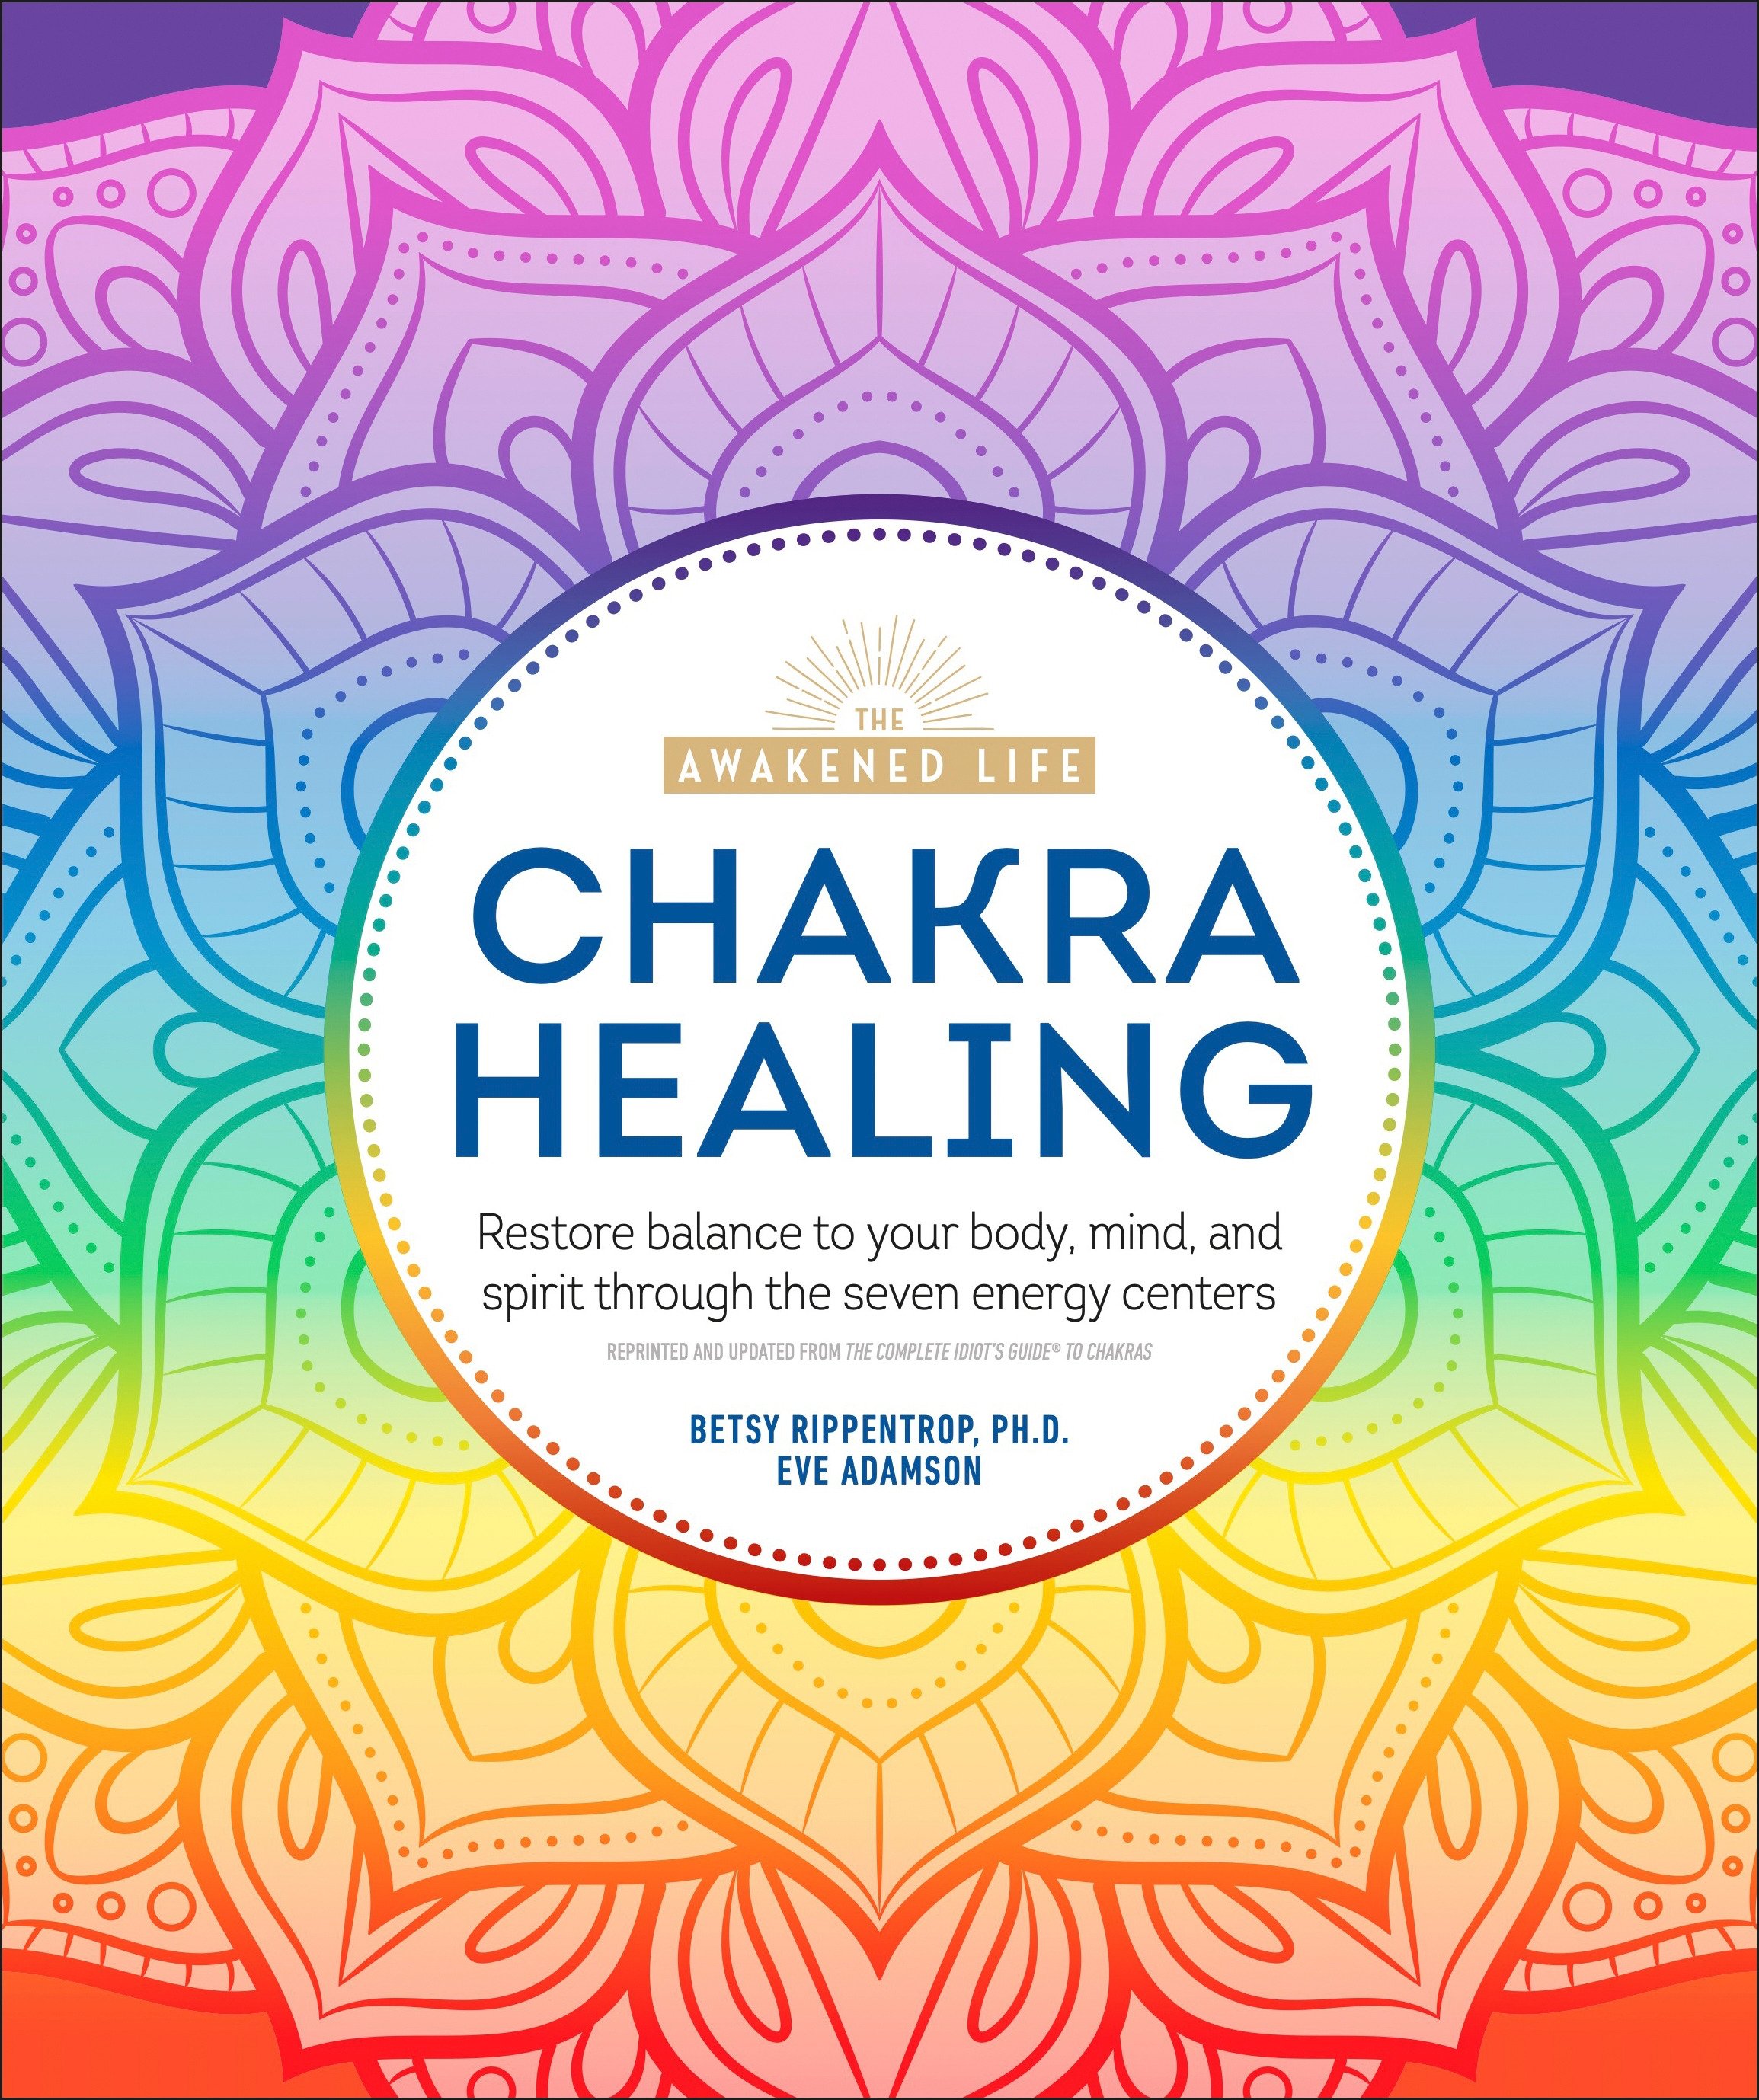 THE
AWAKENED LIFE
CHAKRA
HEALING
Restore balance to your body, mind, and
spirit through the seven energy centers
REPRINTED AND UPDATED FROM THE COMPLETE IDIOT'S GUIDE® TO CHAKRAS
BETSY RIPPENTROP, PH.D.
EVE ADAMSON